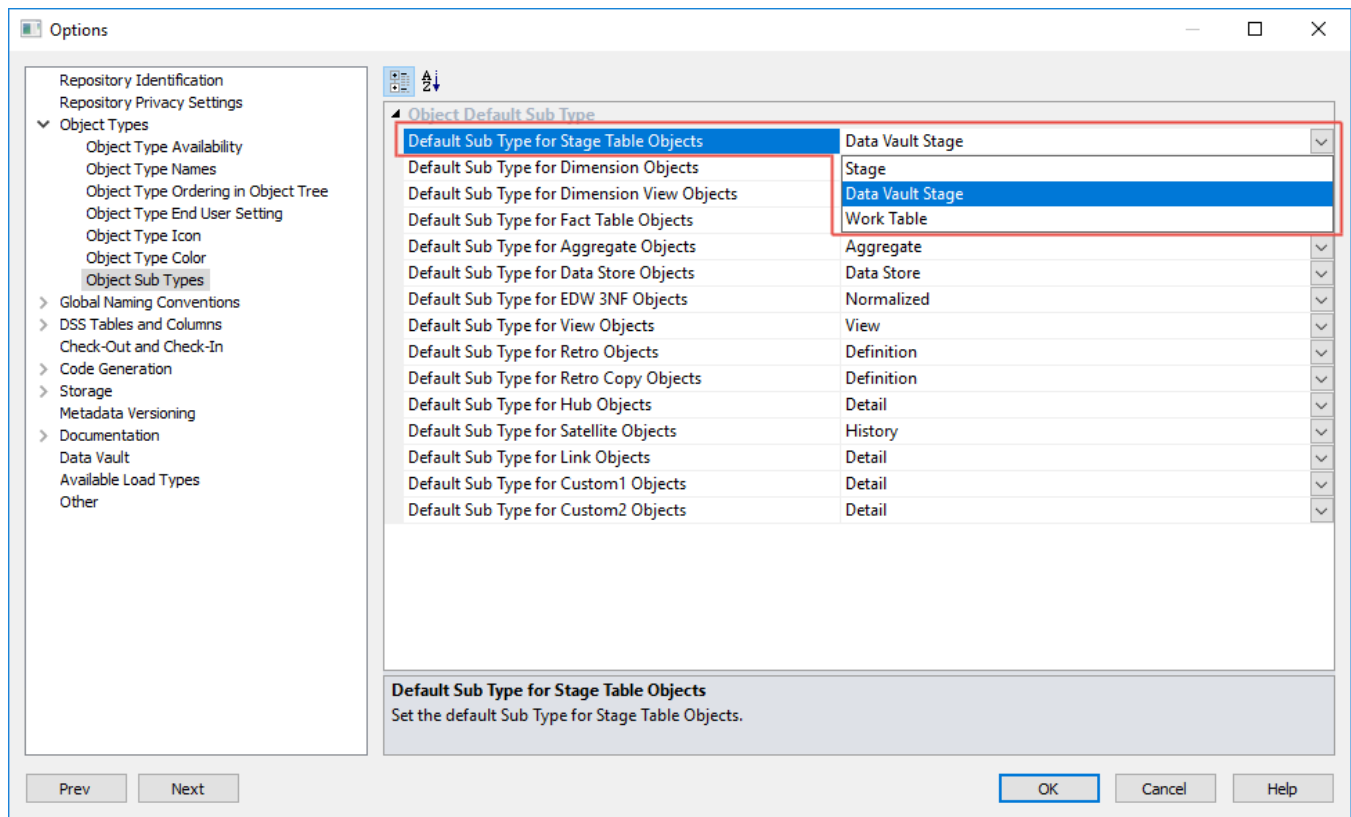 Options
Repository Identification
Repository Privacy Settings
Object Types
Object Type Availability
Object Type Names
Object Type Ordering in Object Tree
Object Type End User Setting
Object Type Icon
Object Type Color
Object Sub Types
Global Naming Conventions
DSS Tables and Columns
Check-Out and Check-In
Code Generation
Storage
Metadata Versioning
Documentation
Data Vault
Available Load Types
Other
Object Default Sub Type
Default Sub Type for Stage Table Objects Data Vault Stage
Default Sub Type for Dimension Objects Stage
Default Sub Type for Dimension View Objects Data Vault Stage
Default Sub Type for Fact Table Objects Work Table
Default Sub Type for Aggregate Objects Aggregate
Default Sub Type for Data Store Objects Data Store
Default Sub Type for EDW 3NF Objects Normalized
Default Sub Type for View Objects View
Default Sub Type for Retro Objects Definition
Default Sub Type for Retro Copy Objects Definition
Default Sub Type for Hub Objects Detail
Default Sub Type for Satellite Objects History
Default Sub Type for Link Objects Detail
Default Sub Type for Custom1 Objects Detail
Default Sub Type for Custom2 Objects Detail
Default Sub Type for Stage Table Objects
Set the default Sub Type for Stage Table Objects.
Prev Next OK Cancel Help